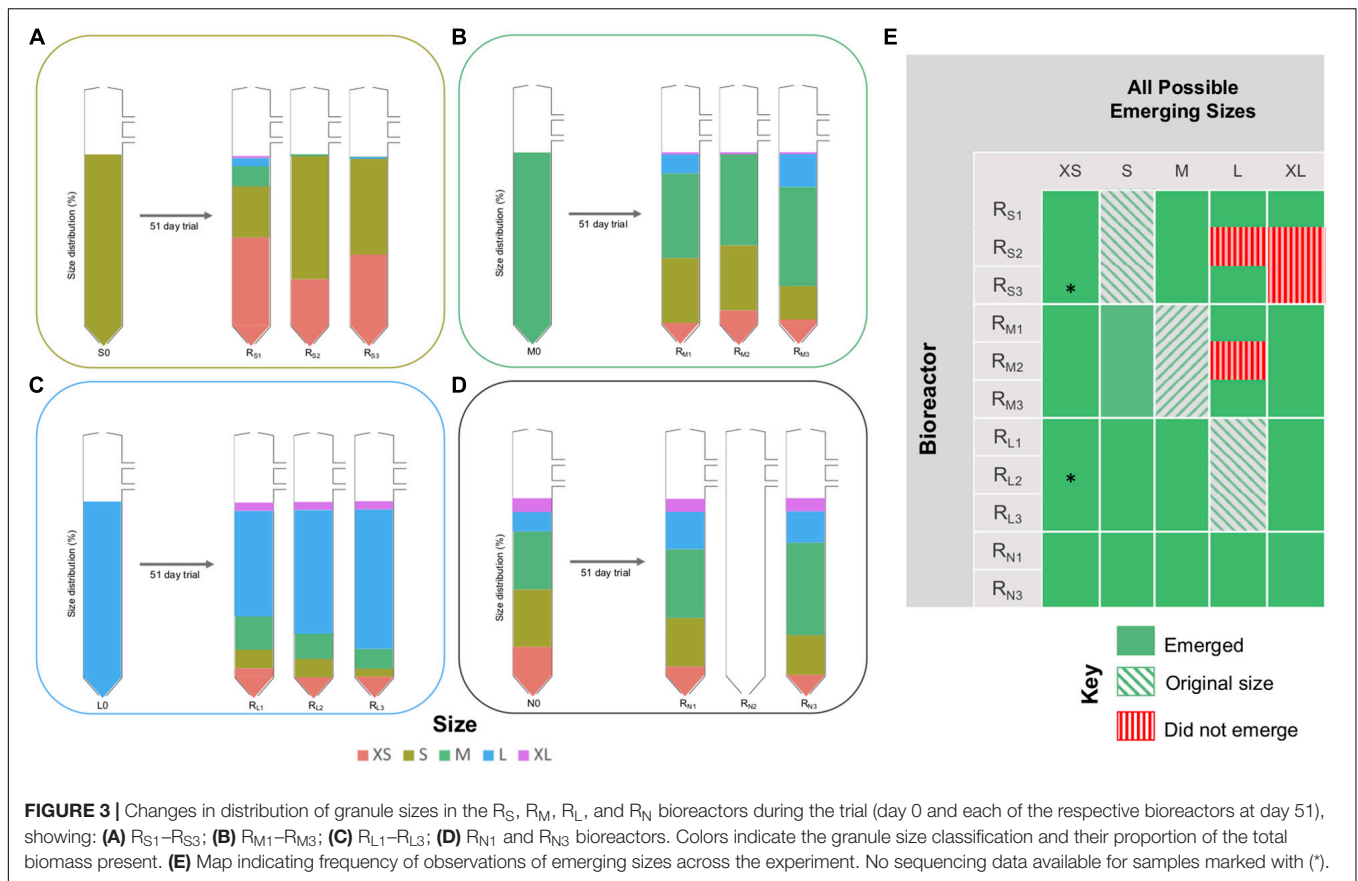 A
Size distribution (%)
51 day trial
S0
RS1
RS2
RS3
B
Size distribution (%)
51 day trial
M0
RM1
RM2
RM3
C
Size distribution (%)
51 day trial
L0
RL1
RL2
RL3
D
Size distribution (%)
51 day trial
N0
RN1
RN2
RN3
Size
XS S M L XL
E
All Possible
Emerging Sizes
XS S M L XL
Bioreactor
RS1
RS2
RS3 *
RM1
RM2
RM3
RL1
RL2 *
RL3
RN1
RN3
Key
Emerged
Original size
Did not emerge
FIGURE 3 | Changes in distribution of granule sizes in the RS, RM, RL, and RN bioreactors during the trial (day 0 and each of the respective bioreactors at day 51),
showing: (A) RS1–RS3; (B) RM1–RM3; (C) RL1–RL3; (D) RN1 and RN3 bioreactors. Colors indicate the granule size classification and their proportion of the total
biomass present. (E) Map indicating frequency of observations of emerging sizes across the experiment. No sequencing data available for samples marked with (*).